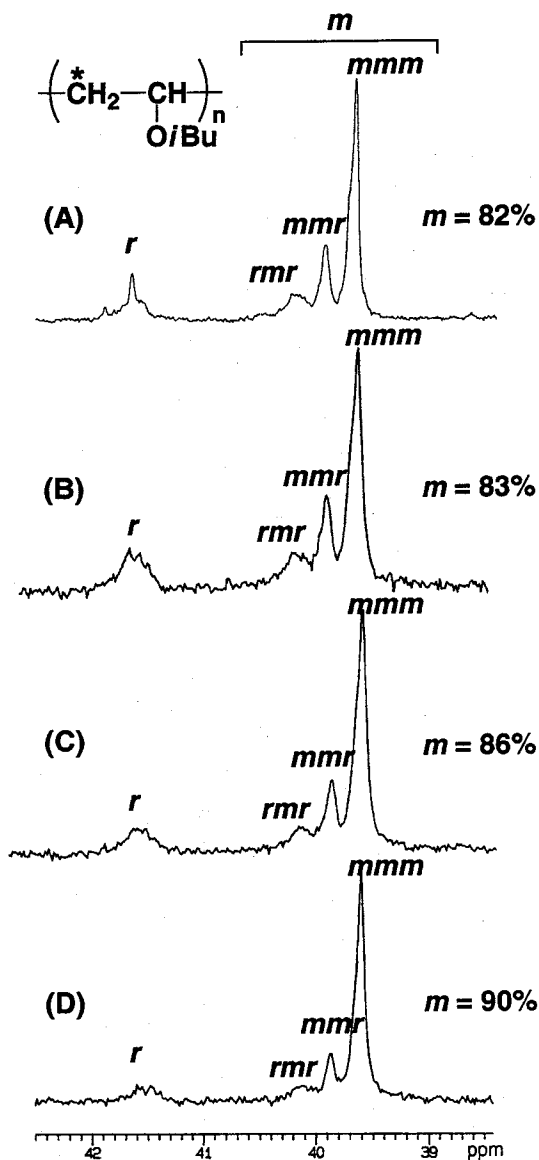 m
mmm
*
( CH2 CH ) n
OiBu
(A)
r
rmr
mmr
m = 82%
mmm
(B)
r
rmr
mmr
m = 83%
mmm
(C)
r
rmr
mmr
m = 86%
mmm
(D)
r
rmr
mmr
m = 90%
42 41 40 39 ppm